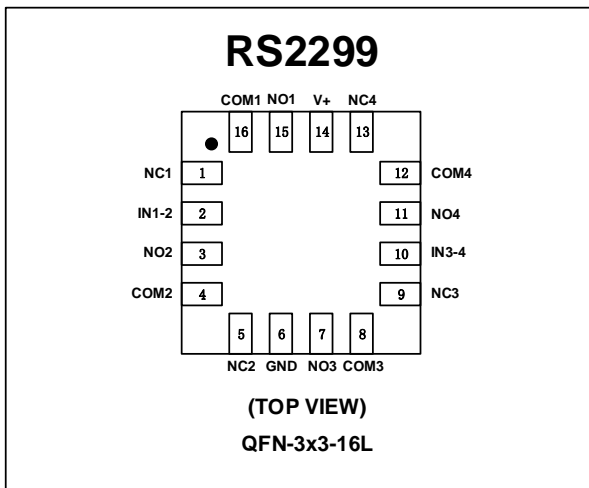 RS2299
COM1 NO1 V+ NC4
16 15 14 13
NC1 1 12 COM4
IN1-2 2 11 NO4
NO2 3 10 IN3-4
COM2 4 9 NC3
5 6 7 8
NC2 GND NO3 COM3
(TOP VIEW)
QFN-3x3-16L